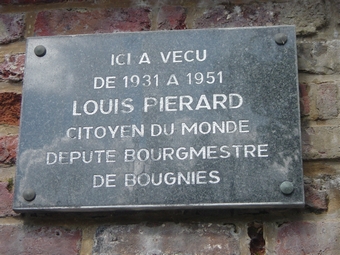 ICI A VECU
DE 1931 A 1951
LOUIS PIERARD
CITOYEN DU MONDE
DEPUTE BOURGMESTRE
DE BOUGNIES